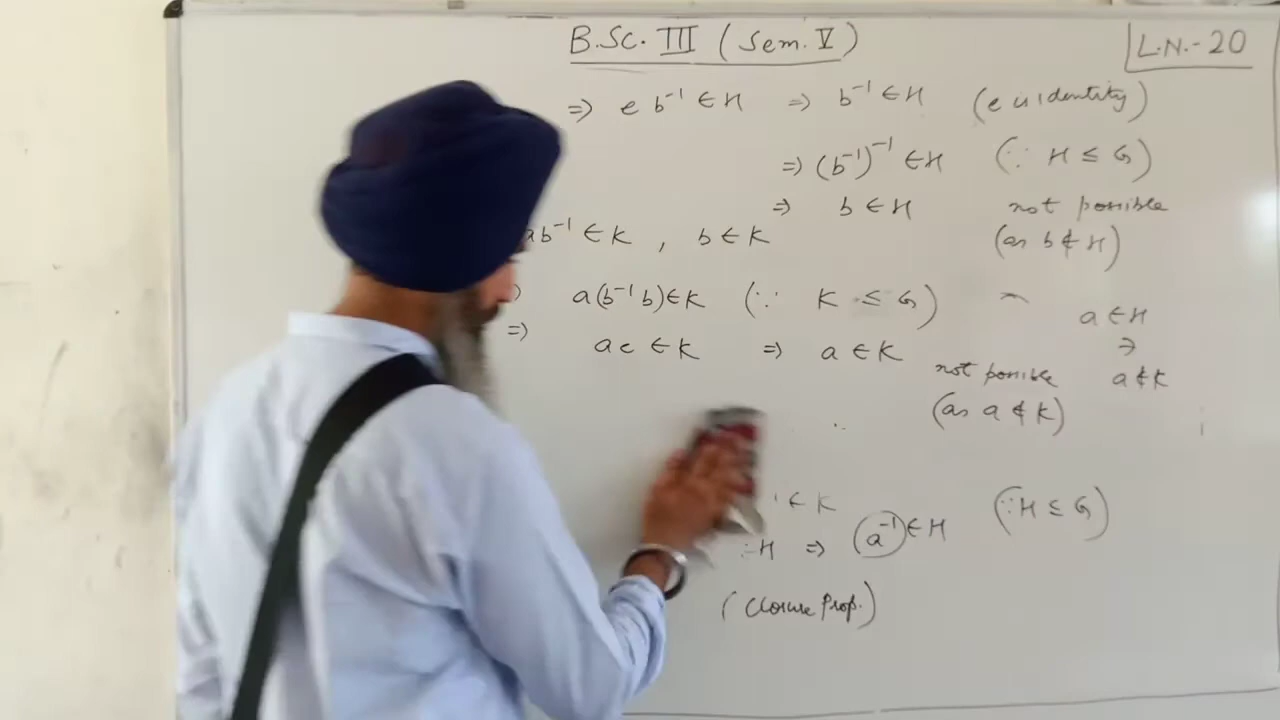 B.Sc. III (Sem. V)
L.N.-20
⇒ e b⁻¹ ∈ H ⇒ b⁻¹ ∈ H (e is identity)
⇒ (b⁻¹)⁻¹ ∈ H (∵ H ≤ G)
⇒ b ∈ H not possible
(as b ∉ H)
ab⁻¹ ∈ K , b ∈ K
a(b⁻¹b) ∈ K (∵ K ≤ G)
⇒ ae ∈ K ⇒ a ∈ K
not posible
(as a ∉ K)
a ∈ H
⇒
a ∉ K
∈ K
H ⇒ a⁻¹ ∈ H (∵ H ≤ G)
(Closure Prop.)